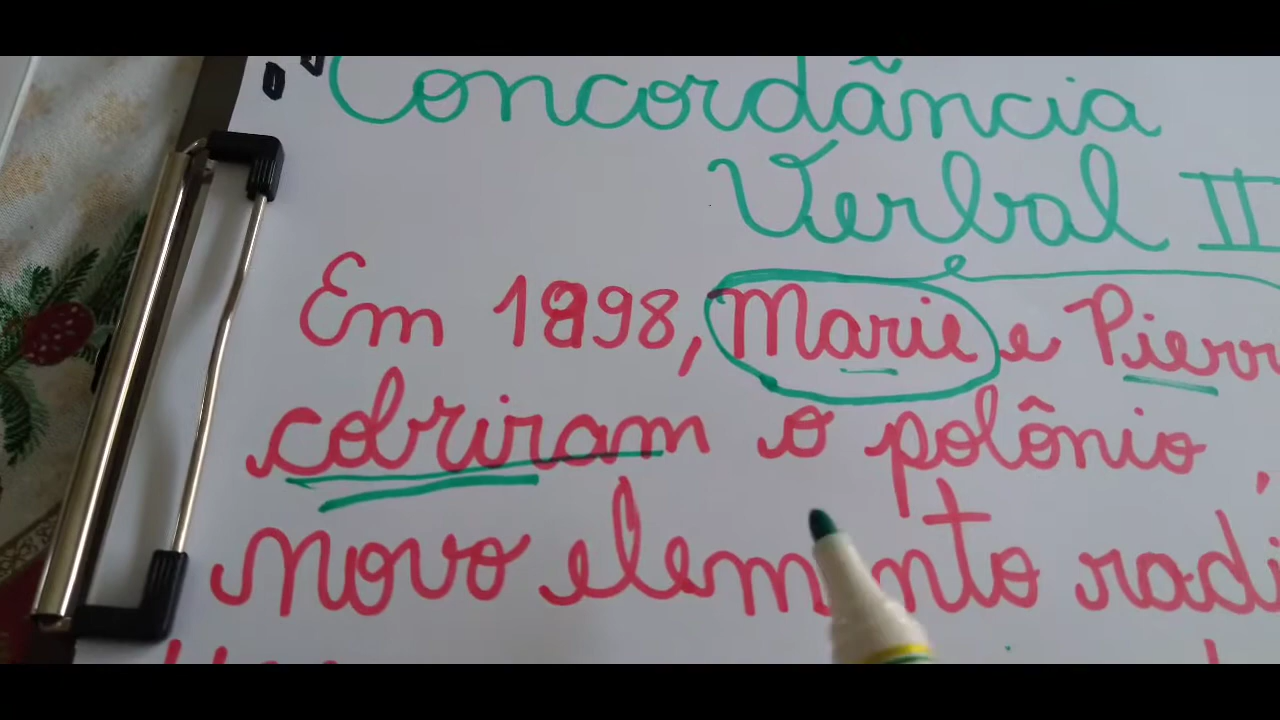 Concordância
Verbal II
Em 1898, Marie e Pierr
cobriram o polônio,
novo elemento radi